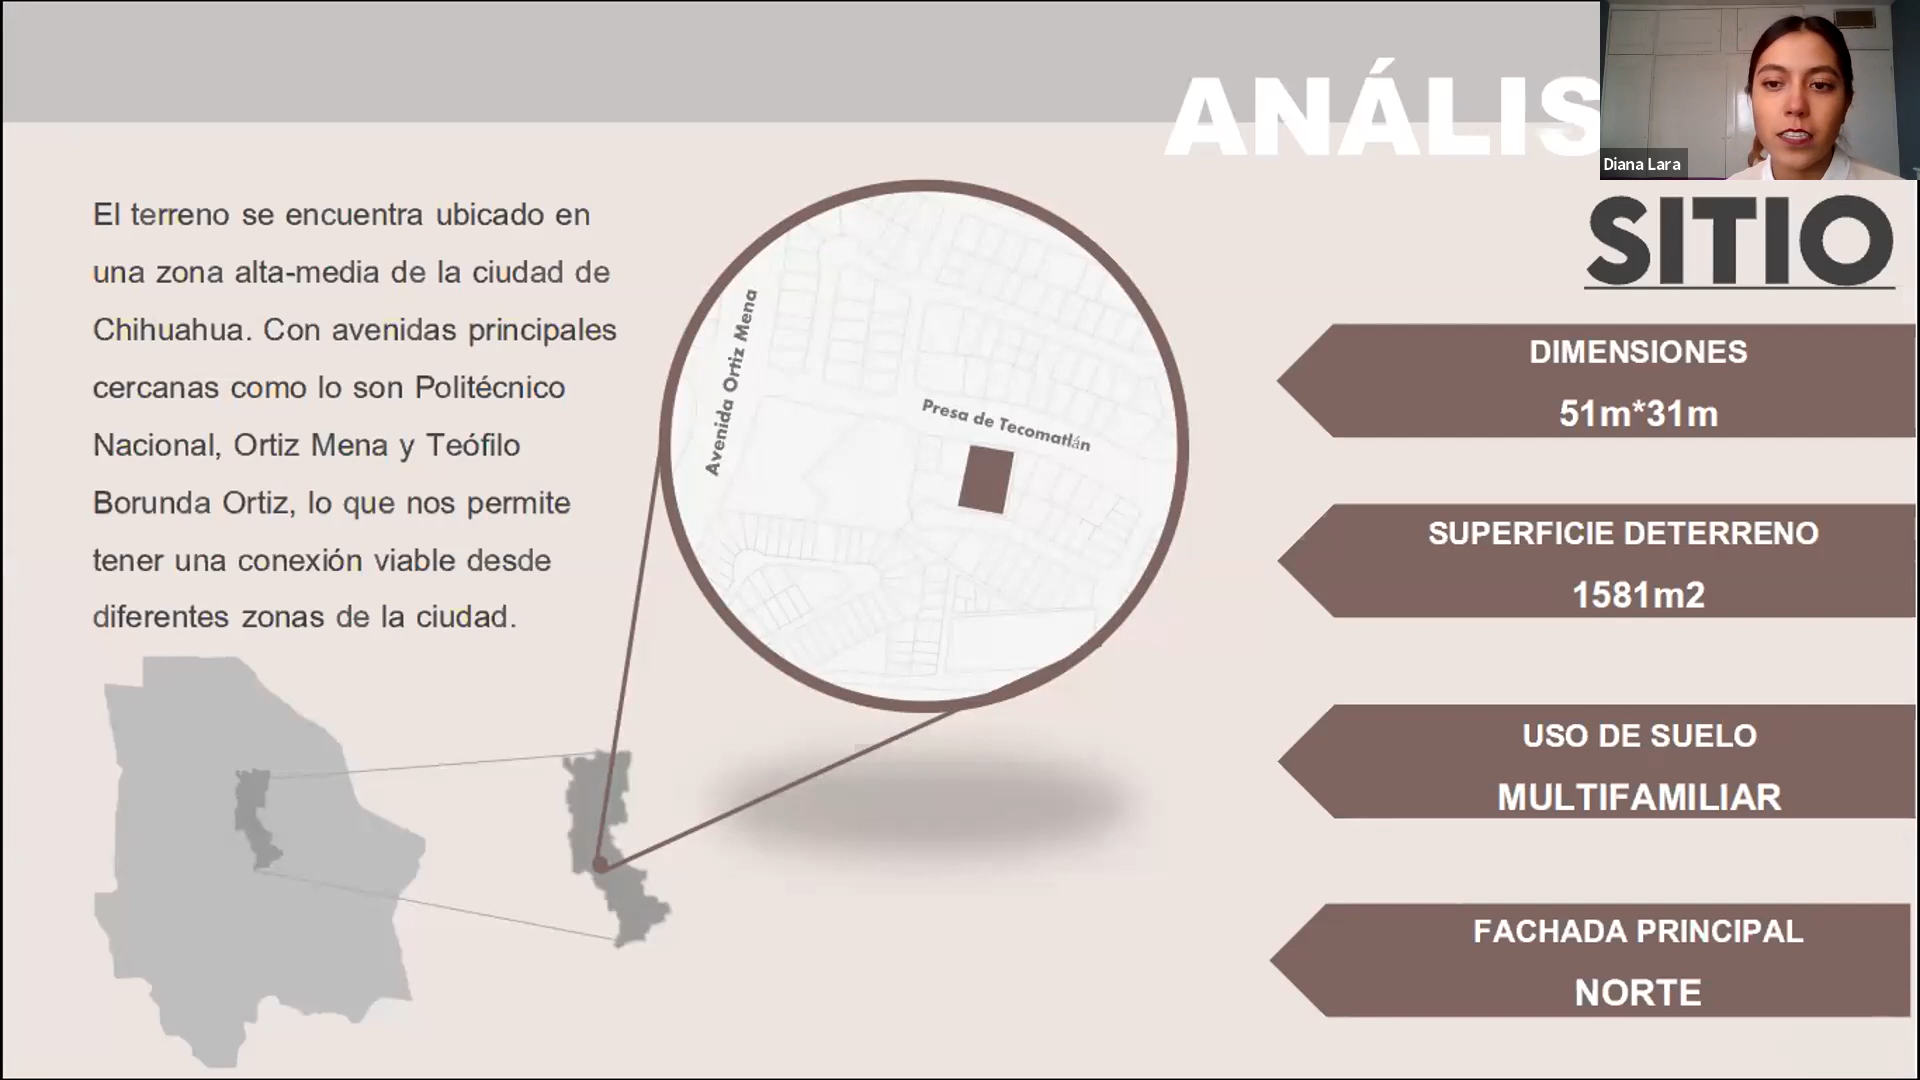 ANÁLIS
Diana Lara
SITIO
El terreno se encuentra ubicado en
una zona alta-media de la ciudad de
Chihuahua. Con avenidas principales
cercanas como lo son Politécnico
Nacional, Ortiz Mena y Teófilo
Borunda Ortiz, lo que nos permite
tener una conexión viable desde
diferentes zonas de la ciudad.
Avenida Ortiz Mena
Presa de Tecomatlán
DIMENSIONES
51m*31m
SUPERFICIE DETERRENO
1581m2
USO DE SUELO
MULTIFAMILIAR
FACHADA PRINCIPAL
NORTE